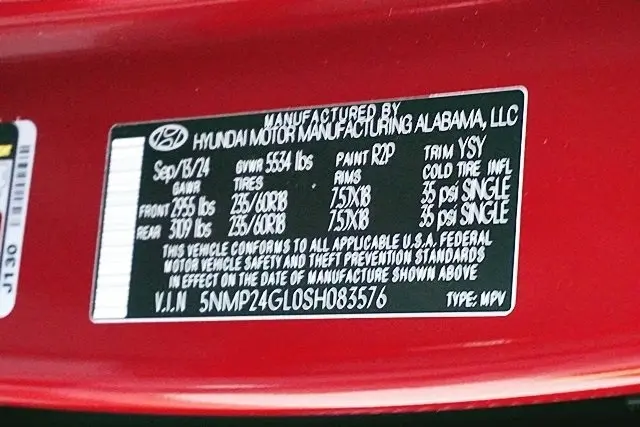 MANUFACTURED BY
HYUNDAI MOTOR MANUFACTURING ALABAMA, LLC
Sep/13/24 GVWR 5534 lbs PAINT R2P TRIM YSY
GAWR TIRES RIMS COLD TIRE INFL
FRONT 2955 lbs 235/60R18 7.5JX18 35 psi SINGLE
REAR 3109 lbs 235/60R18 7.5JX18 35 psi SINGLE
THIS VEHICLE CONFORMS TO ALL APPLICABLE U.S.A. FEDERAL
MOTOR VEHICLE SAFETY AND THEFT PREVENTION STANDARDS
IN EFFECT ON THE DATE OF MANUFACTURE SHOWN ABOVE
V.I.N 5NMP24GL0SH083576 TYPE: MPV
J130